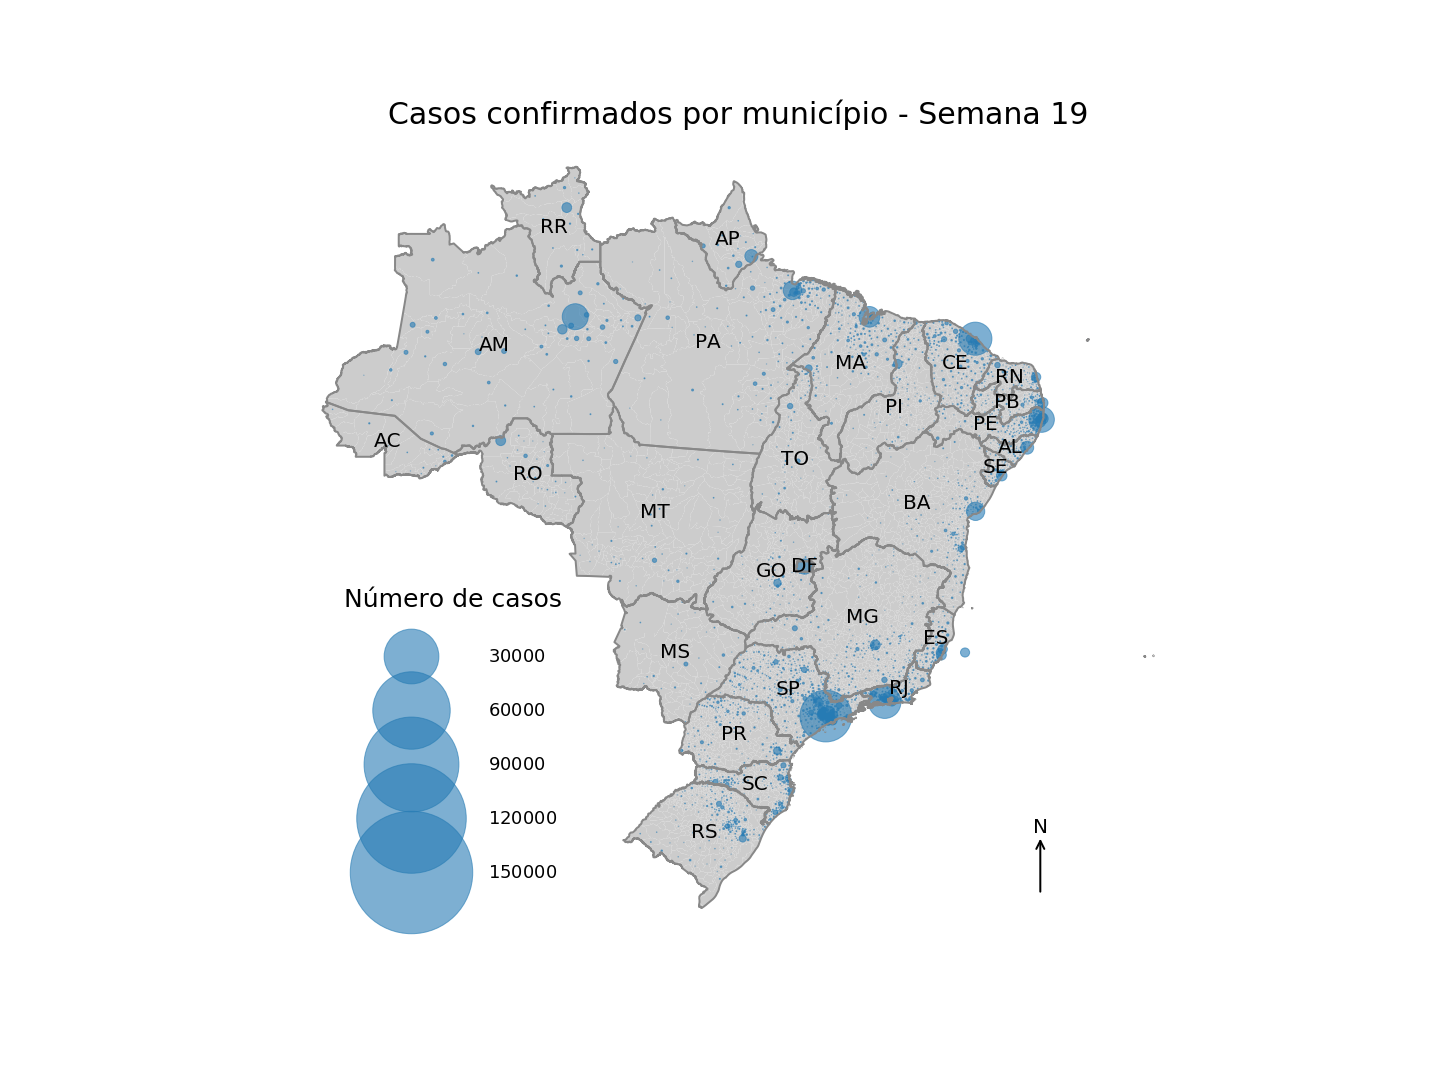 Casos confirmados por município - Semana 19
RR
AP
AM
PA
MA
CE
RN
PB
PI
PE
AC
AL
TO
SE
RO
BA
MT
GO
DF
Número de casos
MG
ES
MS
30000
SP
RJ
60000
PR
90000
SC
120000
RS
N
150000